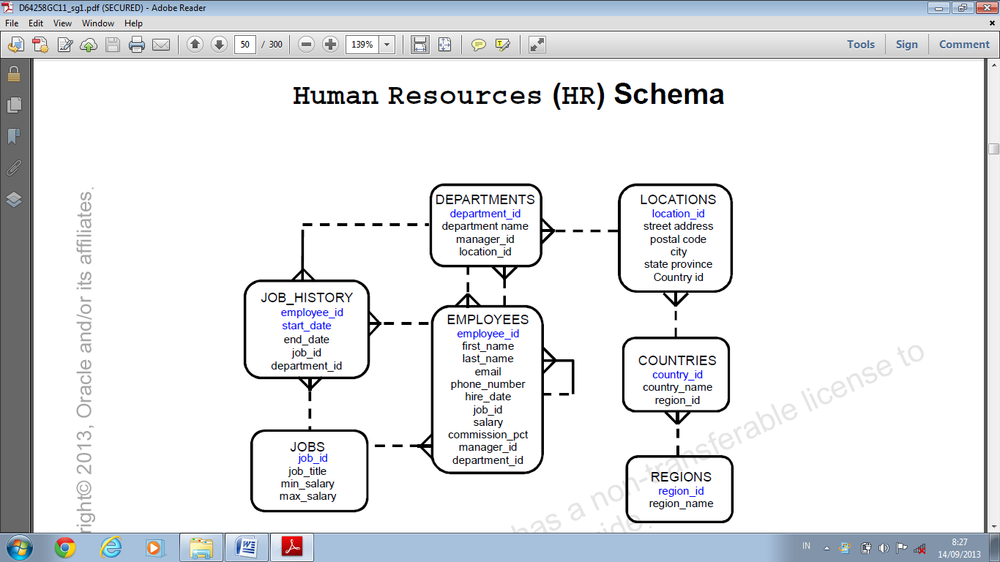 D64258GC11_sg1.pdf (SECURED) - Adobe Reader
File Edit View Window Help
50 / 300 139% Tools Sign Comment
Human Resources (HR) Schema
DEPARTMENTS
department_id
department name
manager_id
location_id
LOCATIONS
location_id
street address
postal code
city
state province
Country id
JOB_HISTORY
employee_id
start_date
end_date
job_id
department_id
EMPLOYEES
employee_id
first_name
last_name
email
phone_number
hire_date
job_id
salary
commission_pct
manager_id
department_id
COUNTRIES
country_id
country_name
region_id
JOBS
job_id
job_title
min_salary
max_salary
REGIONS
region_id
region_name
right© 2013, Oracle and/or its affiliates.
has a non-transferable license to
IN
8:27
14/09/2013